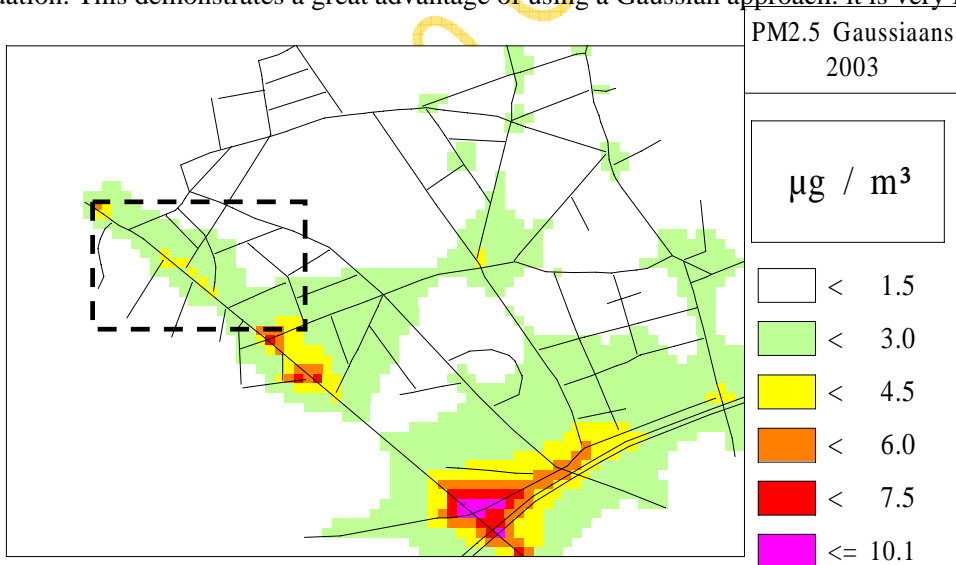 uation. This demonstrates a great advantage of using a Gaussian approach. It is very
PM2.5 Gaussiaans
2003
µg / m³
< 1.5
< 3.0
< 4.5
< 6.0
< 7.5
<= 10.1